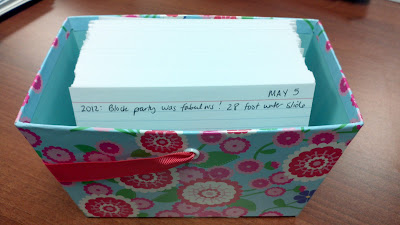 MAY 5
2012: Block party was fabulous! 28 foot water slide